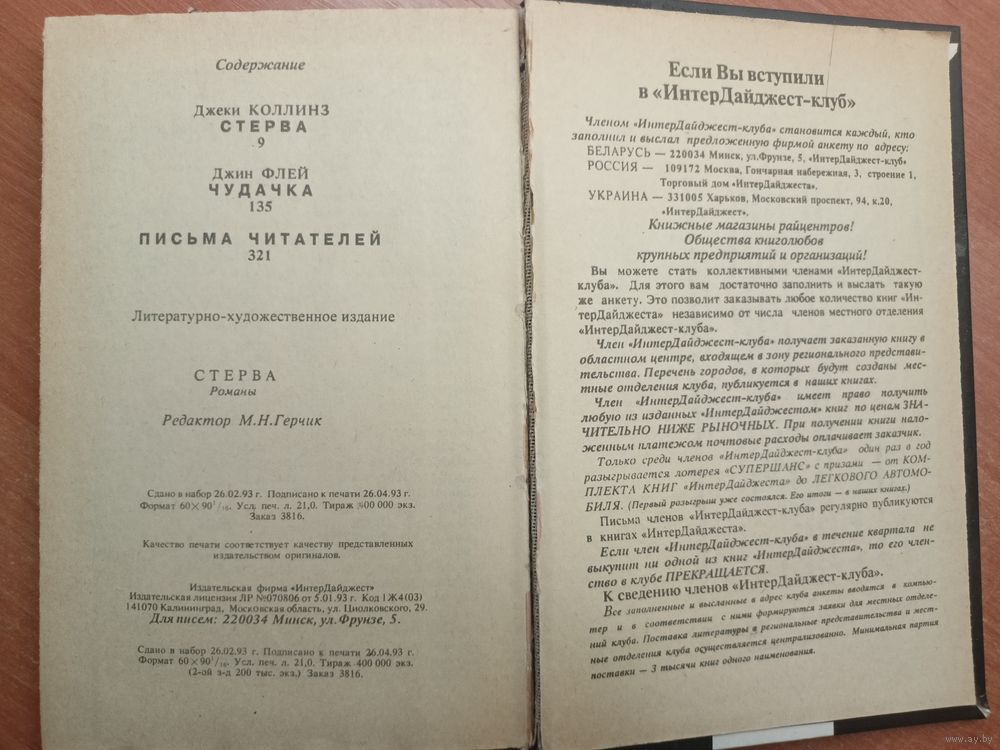 Содержание
Джеки КОЛЛИНЗ
СТЕРВА
9
Джин ФЛЕЙ
ЧУДАЧКА
135
ПИСЬМА ЧИТАТЕЛЕЙ
321
Литературно-художественное издание
СТЕРВА
Романы
Редактор М.Н.Герчик
Сдано в набор 26.02.93 г. Подписано к печати 26.04.93 г.
Формат 60×90¹/₁₆. Усл. печ. л. 21,0. Тираж 400 000 экз.
Заказ 3816.
Качество печати соответствует качеству представленных
издательством оригиналов.
Издательская фирма «ИнтерДайджест»
Издательская лицензия ЛР №070806 от 5.01.93 г. Код 1Ж4(03)
141070 Калининград, Московская область, ул. Циолковского, 29.
Для писем: 220034 Минск, ул. Фрунзе, 5.
Сдано в набор 26.02.93 г. Подписано к печати 26.04.93 г.
Формат 60×90¹/₁₆. Усл. печ. л. 21,0. Тираж 400 000 экз.
(2-ой з-д 200 тыс. экз.) Заказ 3816.
Если Вы вступили
в «ИнтерДайджест-клуб»
Членом «ИнтерДайджест-клуба» становится каждый, кто
заполнил и выслал предложенную фирмой анкету по адресу:
БЕЛАРУСЬ — 220034 Минск, ул.Фрунзе, 5, «ИнтерДайджест-клуб»
РОССИЯ — 109172 Москва, Гончарная набережная, 3, строение 1,
Торговый дом «ИнтерДайджеста».
УКРАИНА — 331005 Харьков, Московский проспект, 94, к.20,
«ИнтерДайджест».
Книжные магазины райцентров!
Общества книголюбов
крупных предприятий и организаций!
Вы можете стать коллективными членами «ИнтерДайджест-
клуба». Для этого вам достаточно заполнить и выслать такую
же анкету. Это позволит заказывать любое количество книг «Ин-
терДайджеста» независимо от числа членов местного отделения
«ИнтерДайджест-клуба».
Член «ИнтерДайджест-клуба» получает заказанную книгу в
областном центре, входящем в зону регионального представи-
тельства. Перечень городов, в которых будут созданы мес-
тные отделения клуба, публикуется в наших книгах.
Член «ИнтерДайджест-клуба» имеет право получить
любую из изданных «ИнтерДайджестом» книг по ценам ЗНА-
ЧИТЕЛЬНО НИЖЕ РЫНОЧНЫХ. При получении книги нало-
женным платежом почтовые расходы оплачивает заказчик.
Только среди членов «ИнтерДайджест-клуба» один раз в год
разыгрывается лотерея «СУПЕРШАНС» с призами — от КОМ-
ПЛЕКТА КНИГ «ИнтерДайджеста» до ЛЕГКОВОГО АВТОМО-
БИЛЯ. (Первый розыгрыш уже состоялся. Его итоги — в наших книгах.)
Письма членов «ИнтерДайджест-клуба» регулярно публикуются
в книгах «ИнтерДайджеста».
Если член «ИнтерДайджест-клуба» в течение квартала не
выкупит ни одной из книг «ИнтерДайджеста», то его член-
ство в клубе ПРЕКРАЩАЕТСЯ.
К сведению членов «ИнтерДайджест-клуба».
Все заполненные и высланные в адрес клуба анкеты вводятся в компью-
тер и в соответствии с ними формируются заявки для местных отделе-
ний клуба. Поставка литературы в региональные представительства и мест-
ные отделения клуба осуществляется централизованно. Минимальная партия
поставки — 3 тысячи книг одного наименования.
www.ay.by